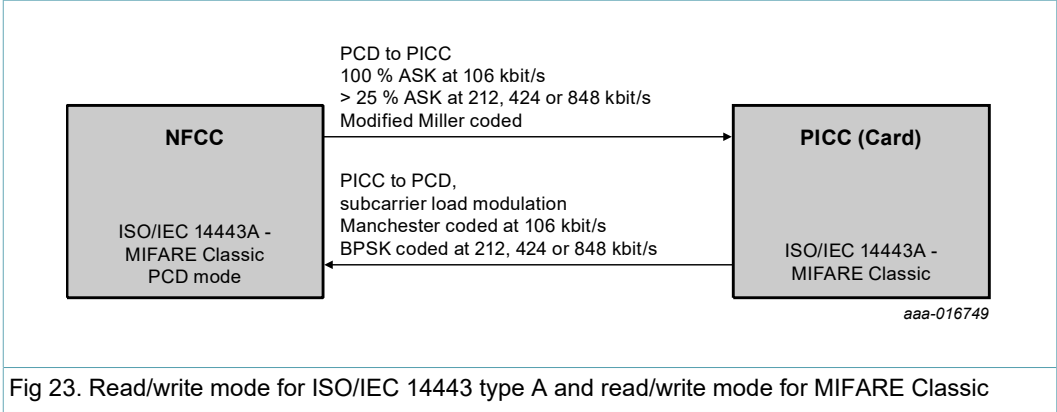 PCD to PICC
100 % ASK at 106 kbit/s
> 25 % ASK at 212, 424 or 848 kbit/s
Modified Miller coded
NFCC
PICC (Card)
PICC to PCD,
subcarrier load modulation
Manchester coded at 106 kbit/s
BPSK coded at 212, 424 or 848 kbit/s
ISO/IEC 14443A -
MIFARE Classic
PCD mode
ISO/IEC 14443A -
MIFARE Classic
aaa-016749
Fig 23. Read/write mode for ISO/IEC 14443 type A and read/write mode for MIFARE Classic